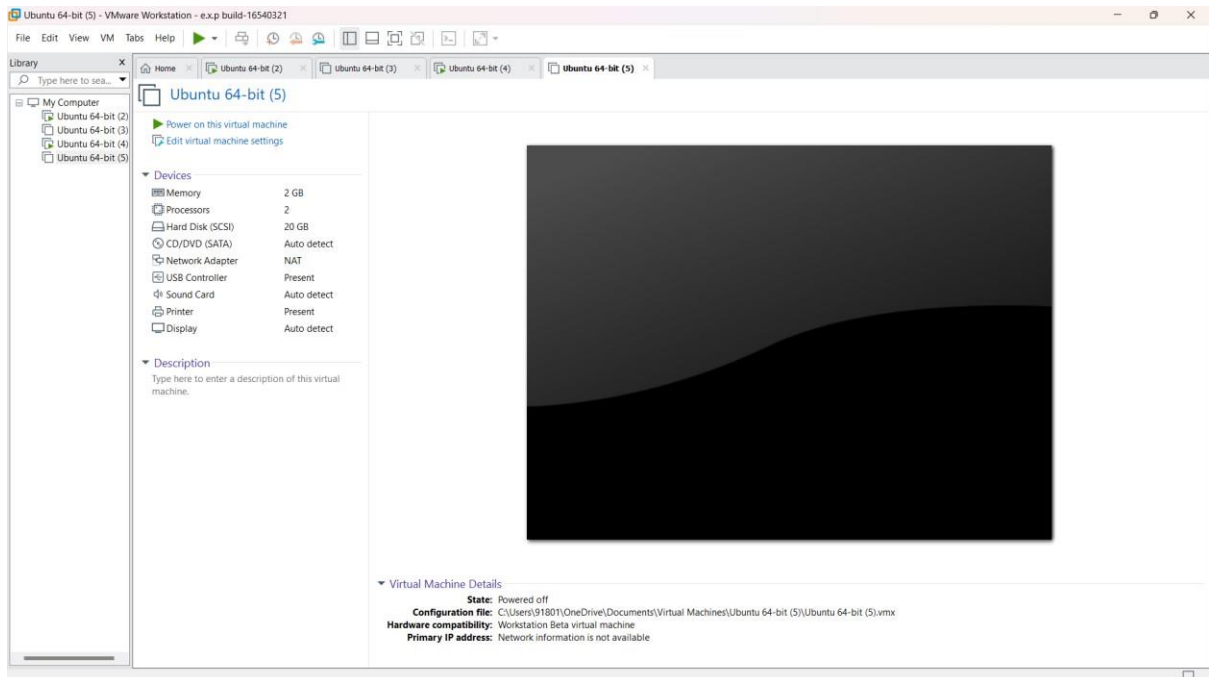 Ubuntu 64-bit (5) - VMware Workstation - e.x.p build-16540321
File Edit View VM Tabs Help
Library X
Type here to sea...
My Computer
Ubuntu 64-bit (2)
Ubuntu 64-bit (3)
Ubuntu 64-bit (4)
Ubuntu 64-bit (5)
Home Ubuntu 64-bit (2) Ubuntu 64-bit (3) Ubuntu 64-bit (4) Ubuntu 64-bit (5)
Ubuntu 64-bit (5)
Power on this virtual machine
Edit virtual machine settings
Devices
Memory 2 GB
Processors 2
Hard Disk (SCSI) 20 GB
CD/DVD (SATA) Auto detect
Network Adapter NAT
USB Controller Present
Sound Card Auto detect
Printer Present
Display Auto detect
Description
Type here to enter a description of this virtual
machine.
Virtual Machine Details
State: Powered off
Configuration file: C:\Users\91801\OneDrive\Documents\Virtual Machines\Ubuntu 64-bit (5)\Ubuntu 64-bit (5).vmx
Hardware compatibility: Workstation Beta virtual machine
Primary IP address: Network information is not available